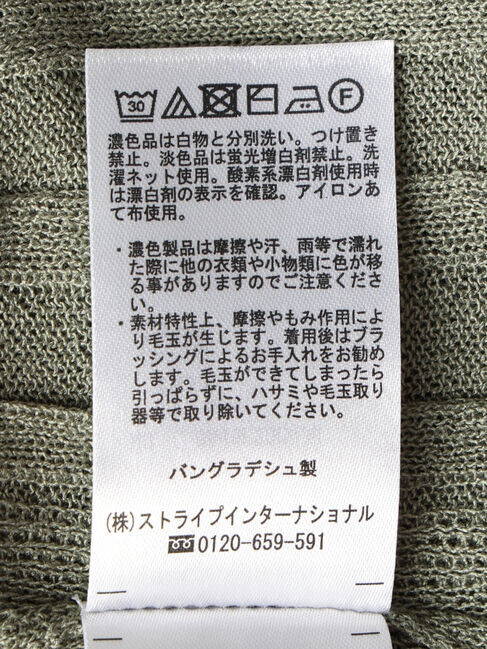 30 F
濃色品は白物と分別洗い。つけ置き
禁止。淡色品は蛍光増白剤禁止。洗
濯ネット使用。酸素系漂白剤使用時
は漂白剤の表示を確認。アイロンあ
て布使用。
・濃色製品は摩擦や汗、雨等で濡れ
た際に他の衣類や小物類に色が移
る事がありますのでご注意くださ
い。
・素材特性上、摩擦やもみ作用によ
り毛玉が生じます。着用後はブラ
ッシングによるお手入れをお勧め
します。毛玉ができてしまったら
引っぱらずに、ハサミや毛玉取り
器等で取り除いてください。
バングラデシュ製
(株)ストライプインターナショナル
0120-659-591